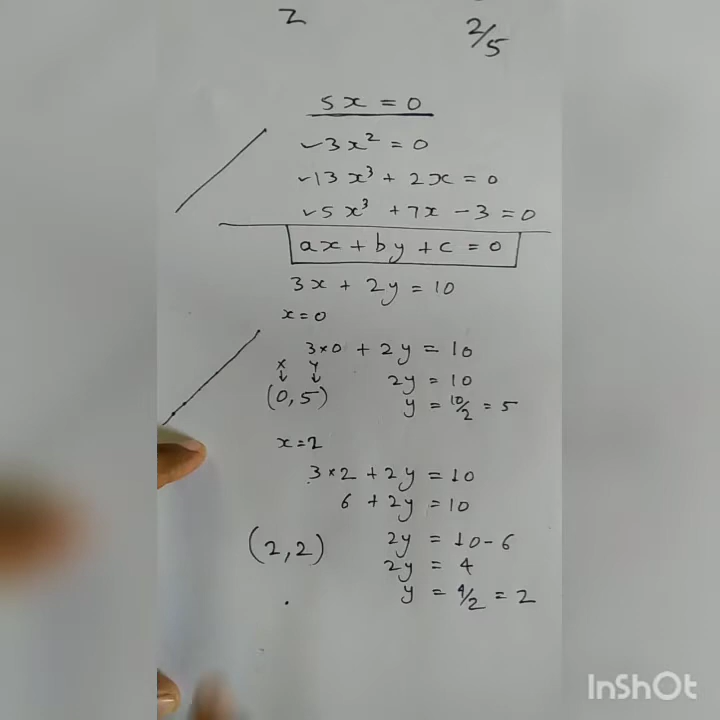 2
2/5
5x = 0
✓3x² = 0
✓13x³ + 2x = 0
✓5x³ + 7x - 3 = 0
ax + by + c = 0
3x + 2y = 10
x = 0
3×0 + 2y = 10
x y
↓ ↓
2y = 10
(0, 5)
y = 10/2 = 5
x = 2
3×2 + 2y = 10
6 + 2y = 10
(2, 2)
2y = 10 - 6
2y = 4
y = 4/2 = 2
InShOt